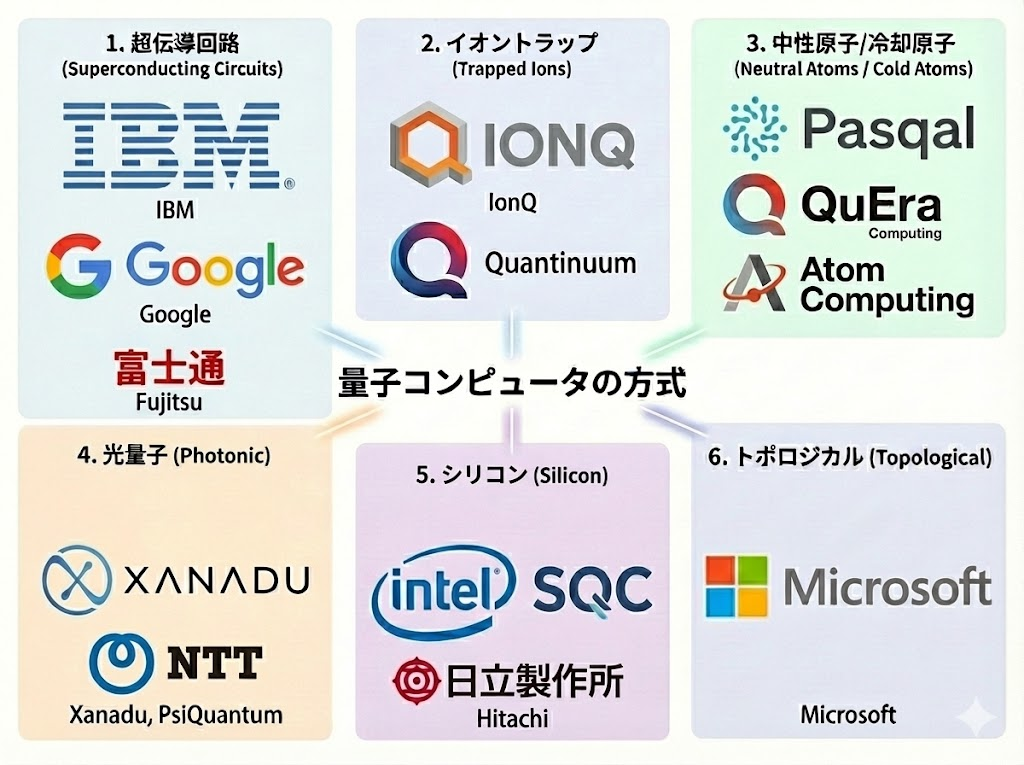 1. 超伝導回路
(Superconducting Circuits)
IBM
®
IBM
Google
Google
富士通
Fujitsu
2. イオントラップ
(Trapped Ions)
IONQ
IonQ
Quantinuum
3. 中性原子/冷却原子
(Neutral Atoms / Cold Atoms)
Pasqal
QuEra
Computing
Atom
Computing
量子コンピュータの方式
4. 光量子 (Photonic)
XANADU
NTT
Xanadu, PsiQuantum
5. シリコン (Silicon)
intel® SQC
日立製作所
Hitachi
6. トポロジカル (Topological)
Microsoft
Microsoft